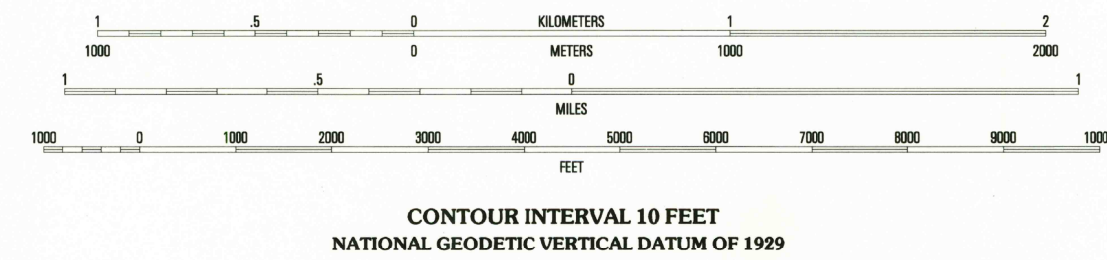 1 .5 0 KILOMETERS 1 2
1000 0 METERS 1000 2000
1 .5 0 1
MILES
1000 0 1000 2000 3000 4000 5000 6000 7000 8000 9000 1000
FEET
CONTOUR INTERVAL 10 FEET
NATIONAL GEODETIC VERTICAL DATUM OF 1929